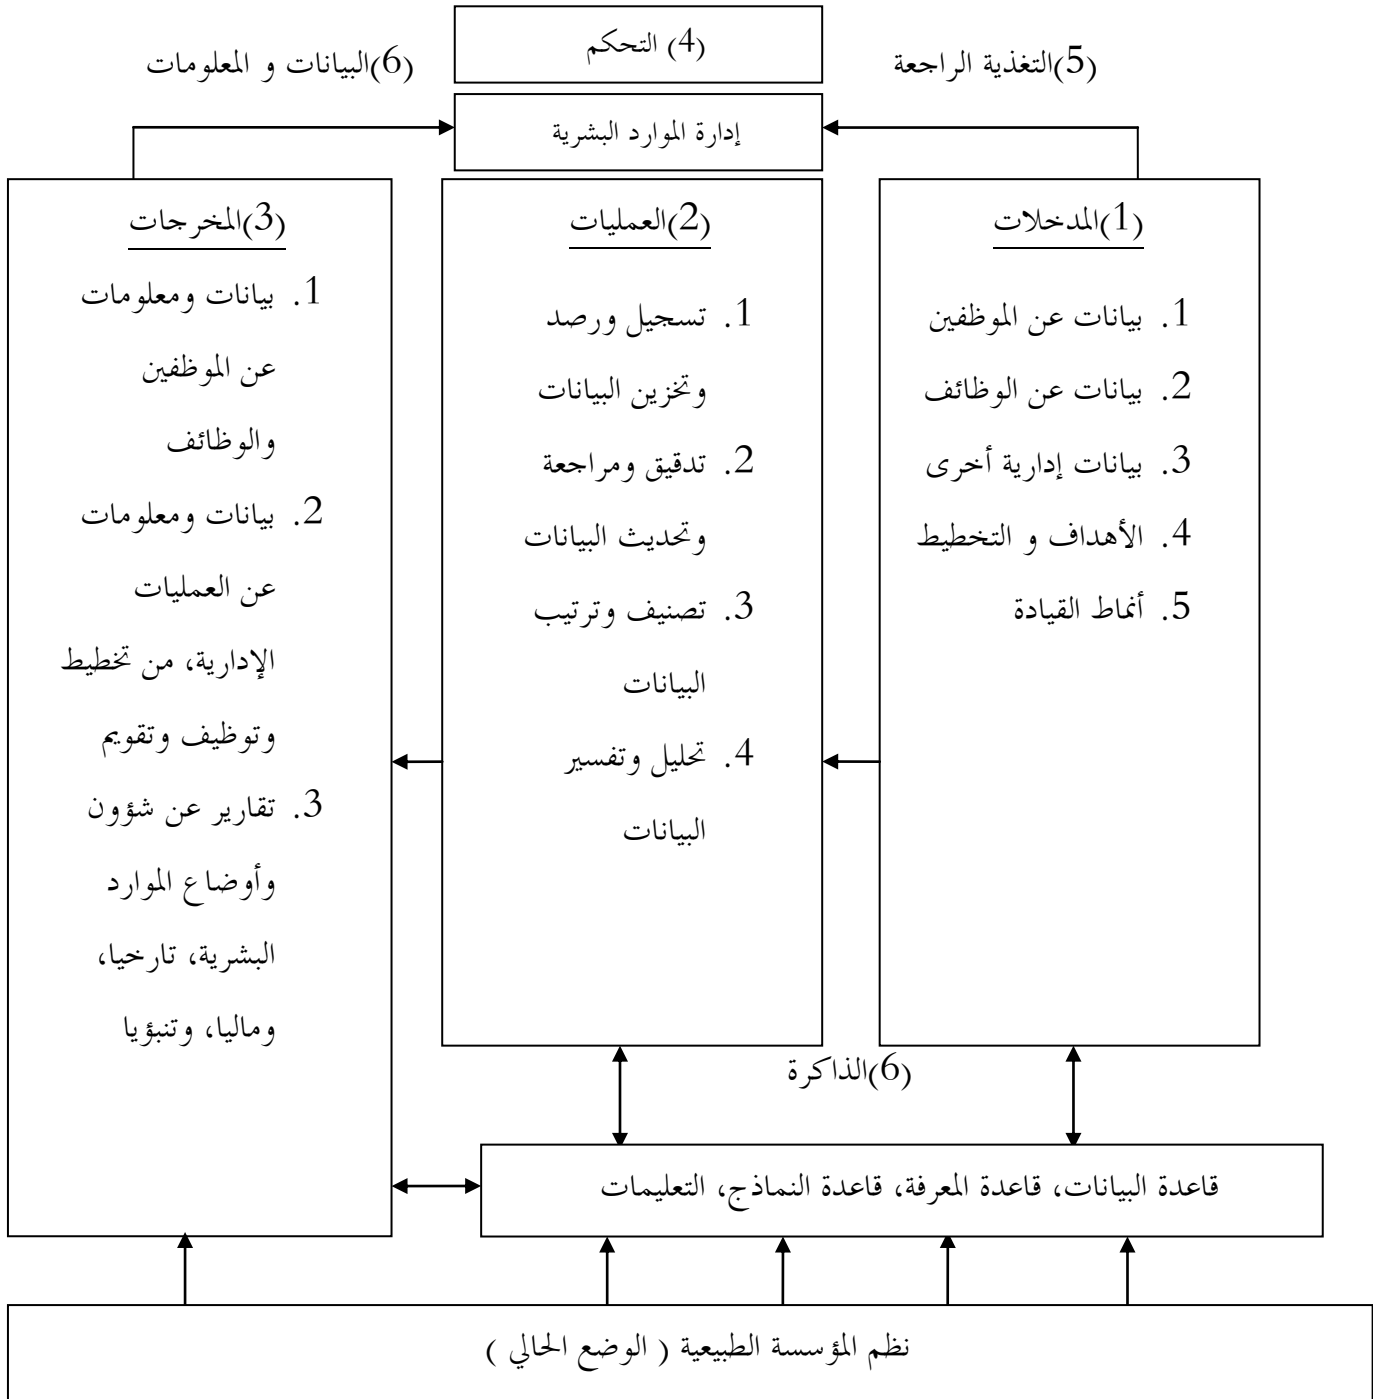 (4) التحكم
(5)التغذية الراجعة
(6)البيانات و المعلومات
إدارة الموارد البشرية
(1)المدخلات
1. بيانات عن الموظفين
2. بيانات عن الوظائف
3. بيانات إدارية أخرى
4. الأهداف و التخطيط
5. أنماط القيادة
(2)العمليات
1. تسجيل ورصد
وتخزين البيانات
2. تدقيق ومراجعة
وتحديث البيانات
3. تصنيف وترتيب
البيانات
4. تحليل وتفسير
البيانات
(3)المخرجات
1. بيانات ومعلومات
عن الموظفين
والوظائف
2. بيانات ومعلومات
عن العمليات
الإدارية، من تخطيط
وتوظيف وتقويم
3. تقارير عن شؤون
وأوضاع الموارد
البشرية، تارخيا،
وماليا، وتنبؤيا
(6)الذاكرة
قاعدة البيانات، قاعدة المعرفة، قاعدة النماذج، التعليمات
نظم المؤسسة الطبيعية ( الوضع الحالي )